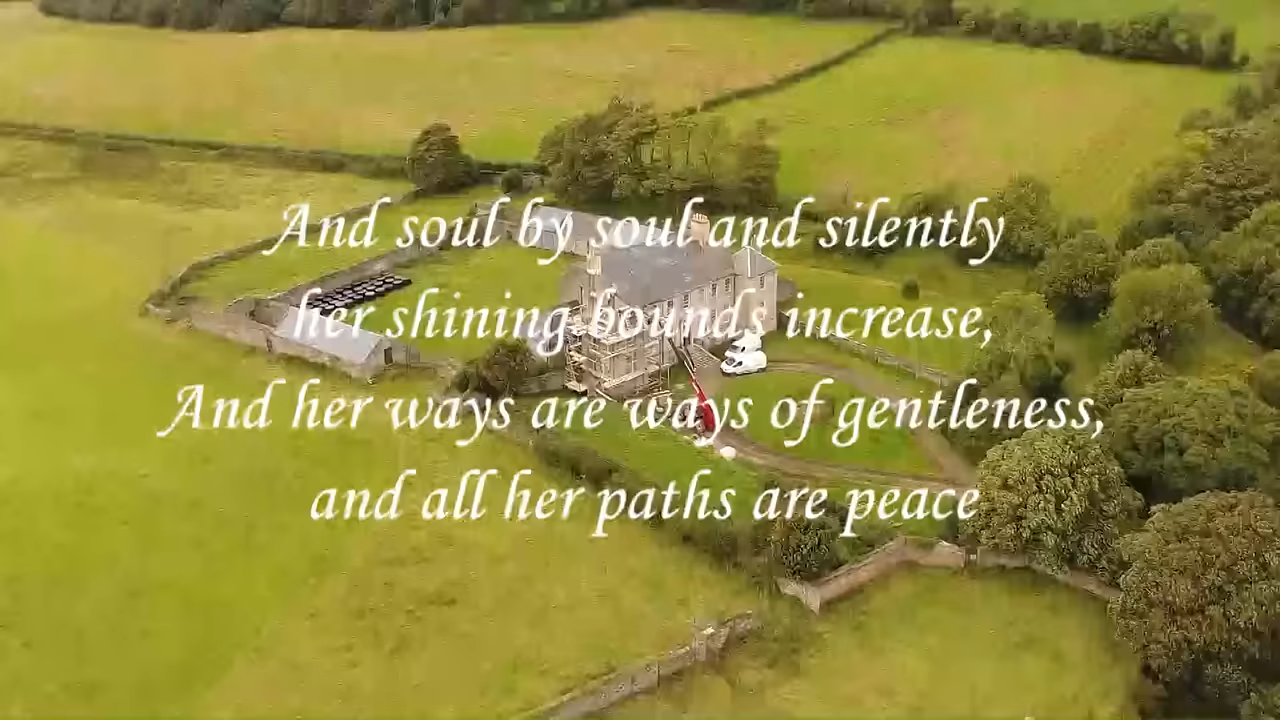 And soul by soul and silently
her shining bounds increase,
And her ways are ways of gentleness,
and all her paths are peace